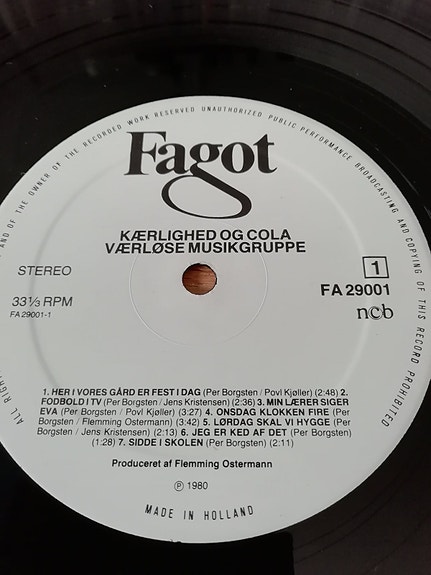 Fagot
KÆRLIGHED OG COLA
VÆRLØSE MUSIKGRUPPE
STEREO
1
FA 29001
33⅓ RPM
FA 29001-1
ncb
1. HER I VORES GÅRD ER FEST I DAG (Per Borgsten / Povl Kjøller) (2:48) 2.
FODBOLD I TV (Per Borgsten / Jens Kristensen) (2:36) 3. MIN LÆRER SIGER
EVA (Per Borgsten / Povl Kjøller) (3:27) 4. ONSDAG KLOKKEN FIRE (Per
Borgsten / Flemming Ostermann) (3:42) 5. LØRDAG SKAL VI HYGGE (Per
Borgsten / Jens Kristensen) (2:13) 6. JEG ER KED AF DET (Per Borgsten)
(1:28) 7. SIDDE I SKOLEN (Per Borgsten) (2:11)
Produceret af Flemming Ostermann
Ⓟ 1980
MADE IN HOLLAND
ALL RIGH AND OF THE OWNER OF THE RECORDED WORK RESERVED UNAUTHORIZED PUBLIC PERFORMANCE BROADCASTING AND COPYING OF THIS RECORD PROHIBITED